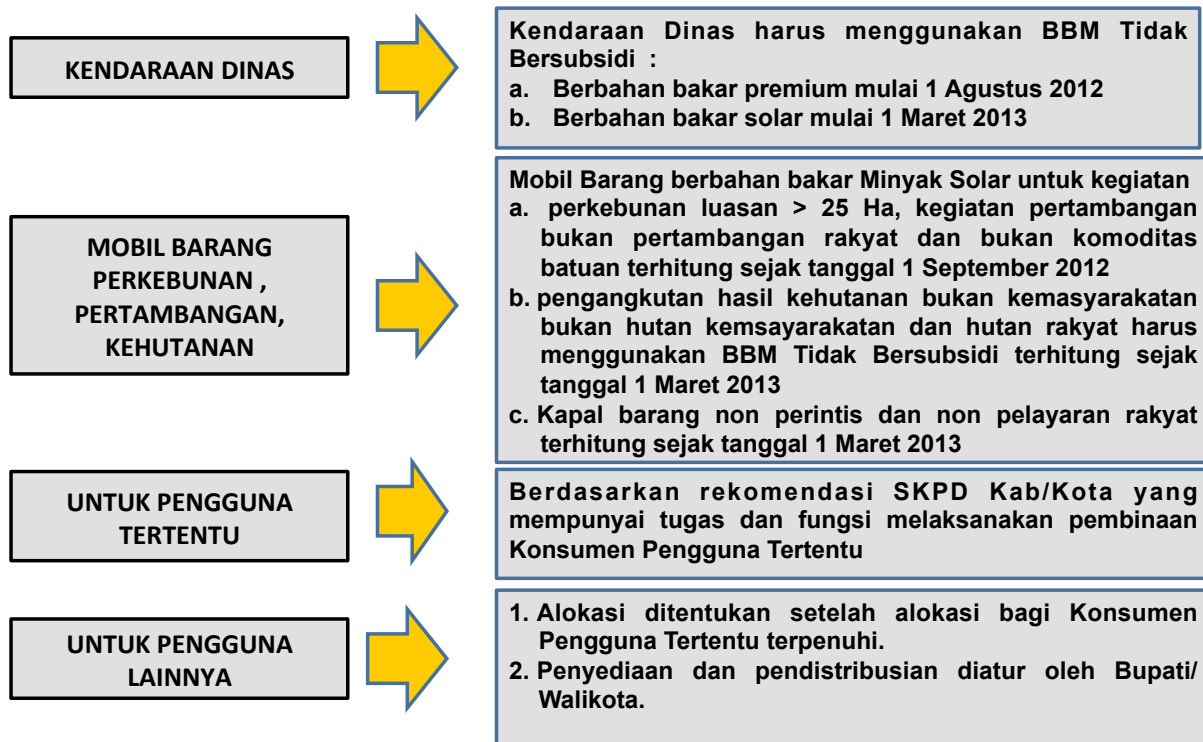 KENDARAAN DINAS
Kendaraan Dinas harus menggunakan BBM Tidak
Bersubsidi :
a. Berbahan bakar premium mulai 1 Agustus 2012
b. Berbahan bakar solar mulai 1 Maret 2013
MOBIL BARANG
PERKEBUNAN ,
PERTAMBANGAN,
KEHUTANAN
Mobil Barang berbahan bakar Minyak Solar untuk kegiatan
a. perkebunan luasan > 25 Ha, kegiatan pertambangan
bukan pertambangan rakyat dan bukan komoditas
batuan terhitung sejak tanggal 1 September 2012
b. pengangkutan hasil kehutanan bukan kemasyarakatan
bukan hutan kemsayarakatan dan hutan rakyat harus
menggunakan BBM Tidak Bersubsidi terhitung sejak
tanggal 1 Maret 2013
c. Kapal barang non perintis dan non pelayaran rakyat
terhitung sejak tanggal 1 Maret 2013
UNTUK PENGGUNA
TERTENTU
Berdasarkan rekomendasi SKPD Kab/Kota yang
mempunyai tugas dan fungsi melaksanakan pembinaan
Konsumen Pengguna Tertentu
UNTUK PENGGUNA
LAINNYA
1. Alokasi ditentukan setelah alokasi bagi Konsumen
Pengguna Tertentu terpenuhi.
2. Penyediaan dan pendistribusian diatur oleh Bupati/
Walikota.